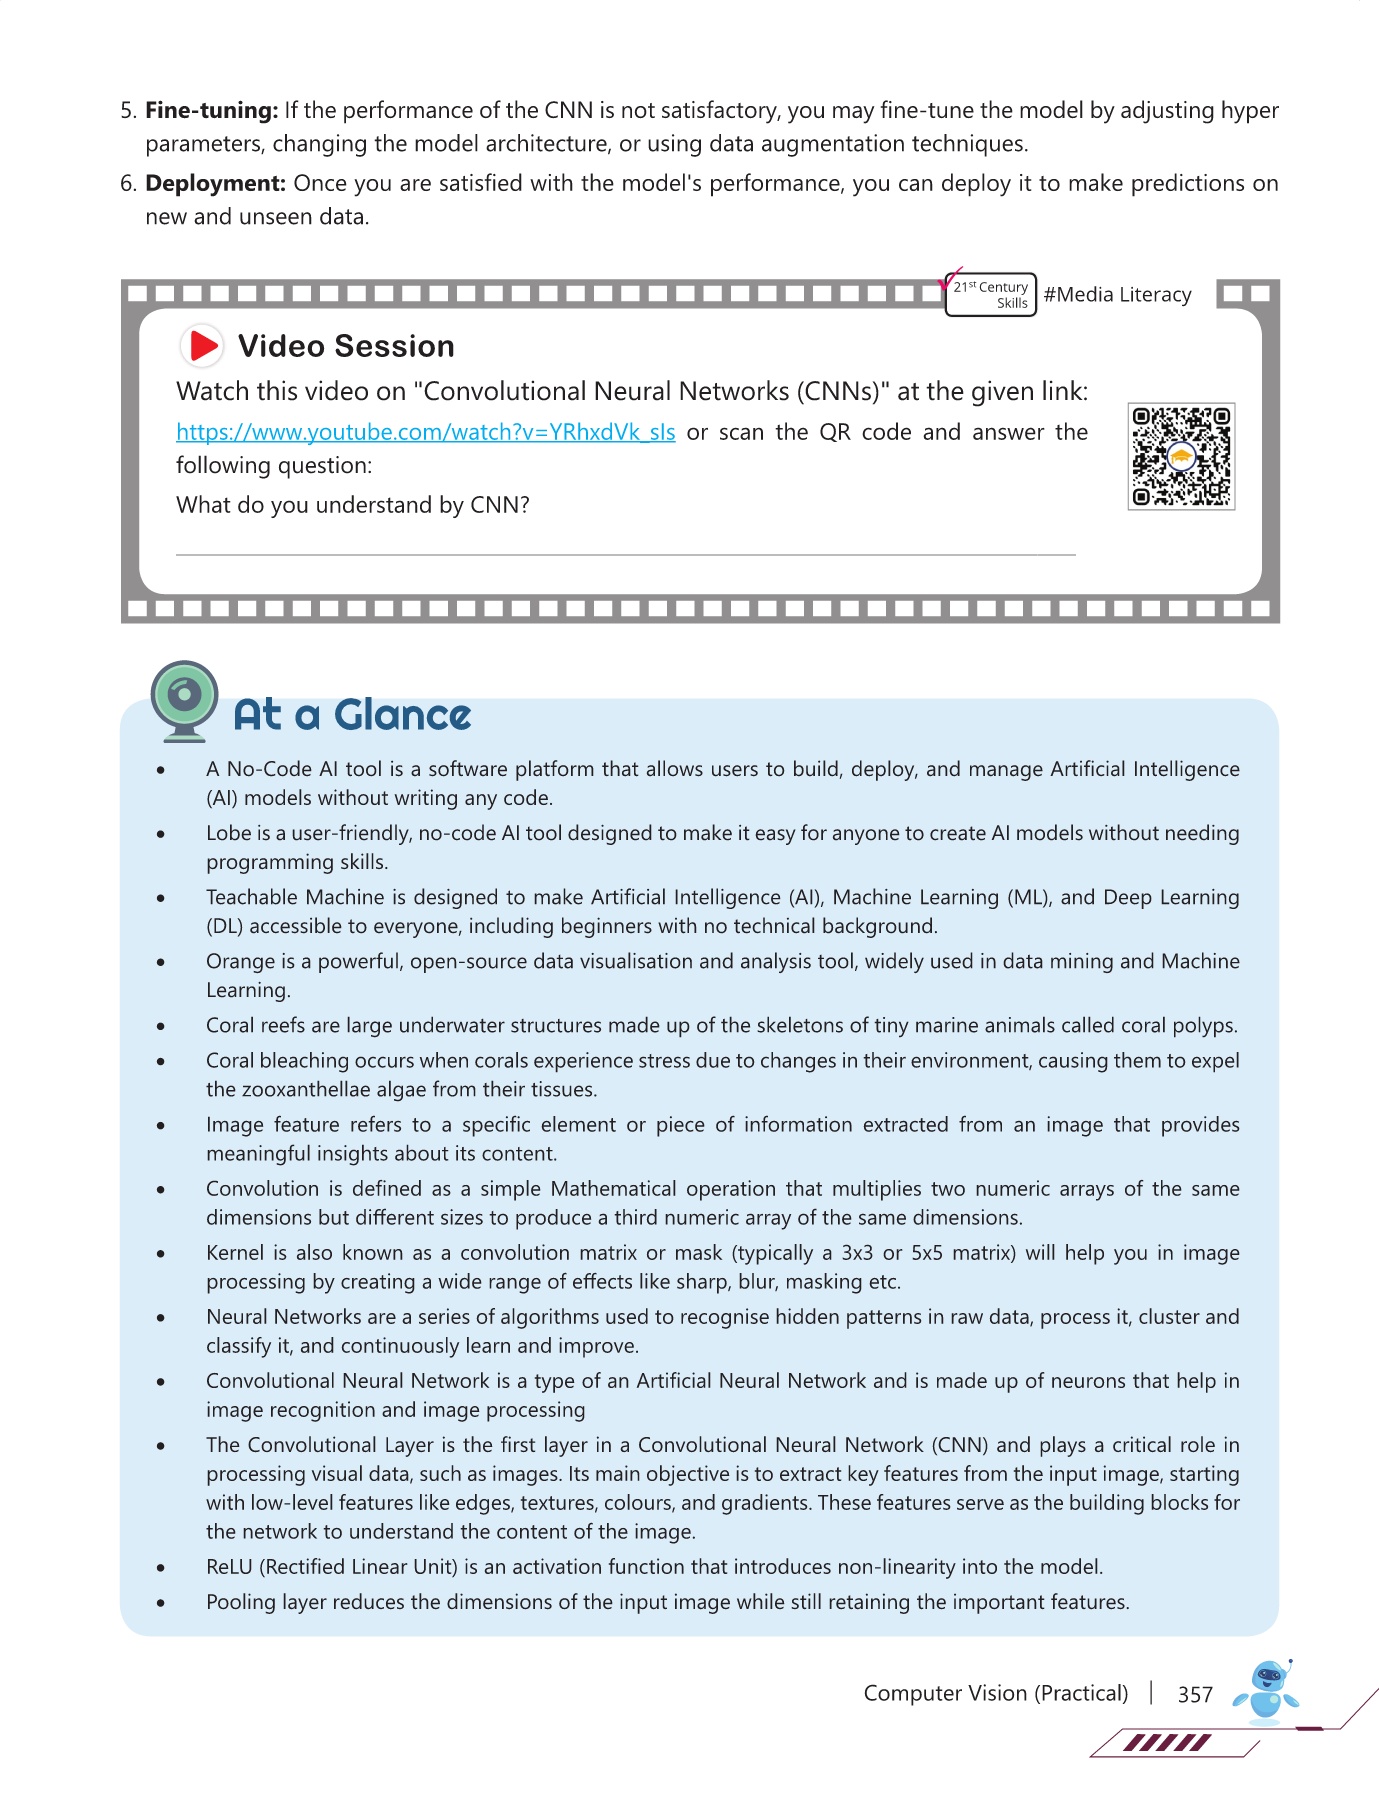 5. Fine-tuning: If the performance of the CNN is not satisfactory, you may fine-tune the model by adjusting hyper
parameters, changing the model architecture, or using data augmentation techniques.
6. Deployment: Once you are satisfied with the model's performance, you can deploy it to make predictions on
new and unseen data.
21st Century
Skills
#Media Literacy
Video Session
Watch this video on "Convolutional Neural Networks (CNNs)" at the given link:
https://www.youtube.com/watch?v=YRhxdVk_sIs or scan the QR code and answer the
following question:
What do you understand by CNN?
At a Glance
• A No-Code AI tool is a software platform that allows users to build, deploy, and manage Artificial Intelligence
(AI) models without writing any code.
• Lobe is a user-friendly, no-code AI tool designed to make it easy for anyone to create AI models without needing
programming skills.
• Teachable Machine is designed to make Artificial Intelligence (AI), Machine Learning (ML), and Deep Learning
(DL) accessible to everyone, including beginners with no technical background.
• Orange is a powerful, open-source data visualisation and analysis tool, widely used in data mining and Machine
Learning.
• Coral reefs are large underwater structures made up of the skeletons of tiny marine animals called coral polyps.
• Coral bleaching occurs when corals experience stress due to changes in their environment, causing them to expel
the zooxanthellae algae from their tissues.
• Image feature refers to a specific element or piece of information extracted from an image that provides
meaningful insights about its content.
• Convolution is defined as a simple Mathematical operation that multiplies two numeric arrays of the same
dimensions but different sizes to produce a third numeric array of the same dimensions.
• Kernel is also known as a convolution matrix or mask (typically a 3x3 or 5x5 matrix) will help you in image
processing by creating a wide range of effects like sharp, blur, masking etc.
• Neural Networks are a series of algorithms used to recognise hidden patterns in raw data, process it, cluster and
classify it, and continuously learn and improve.
• Convolutional Neural Network is a type of an Artificial Neural Network and is made up of neurons that help in
image recognition and image processing
• The Convolutional Layer is the first layer in a Convolutional Neural Network (CNN) and plays a critical role in
processing visual data, such as images. Its main objective is to extract key features from the input image, starting
with low-level features like edges, textures, colours, and gradients. These features serve as the building blocks for
the network to understand the content of the image.
• ReLU (Rectified Linear Unit) is an activation function that introduces non-linearity into the model.
• Pooling layer reduces the dimensions of the input image while still retaining the important features.
Computer Vision (Practical) | 357